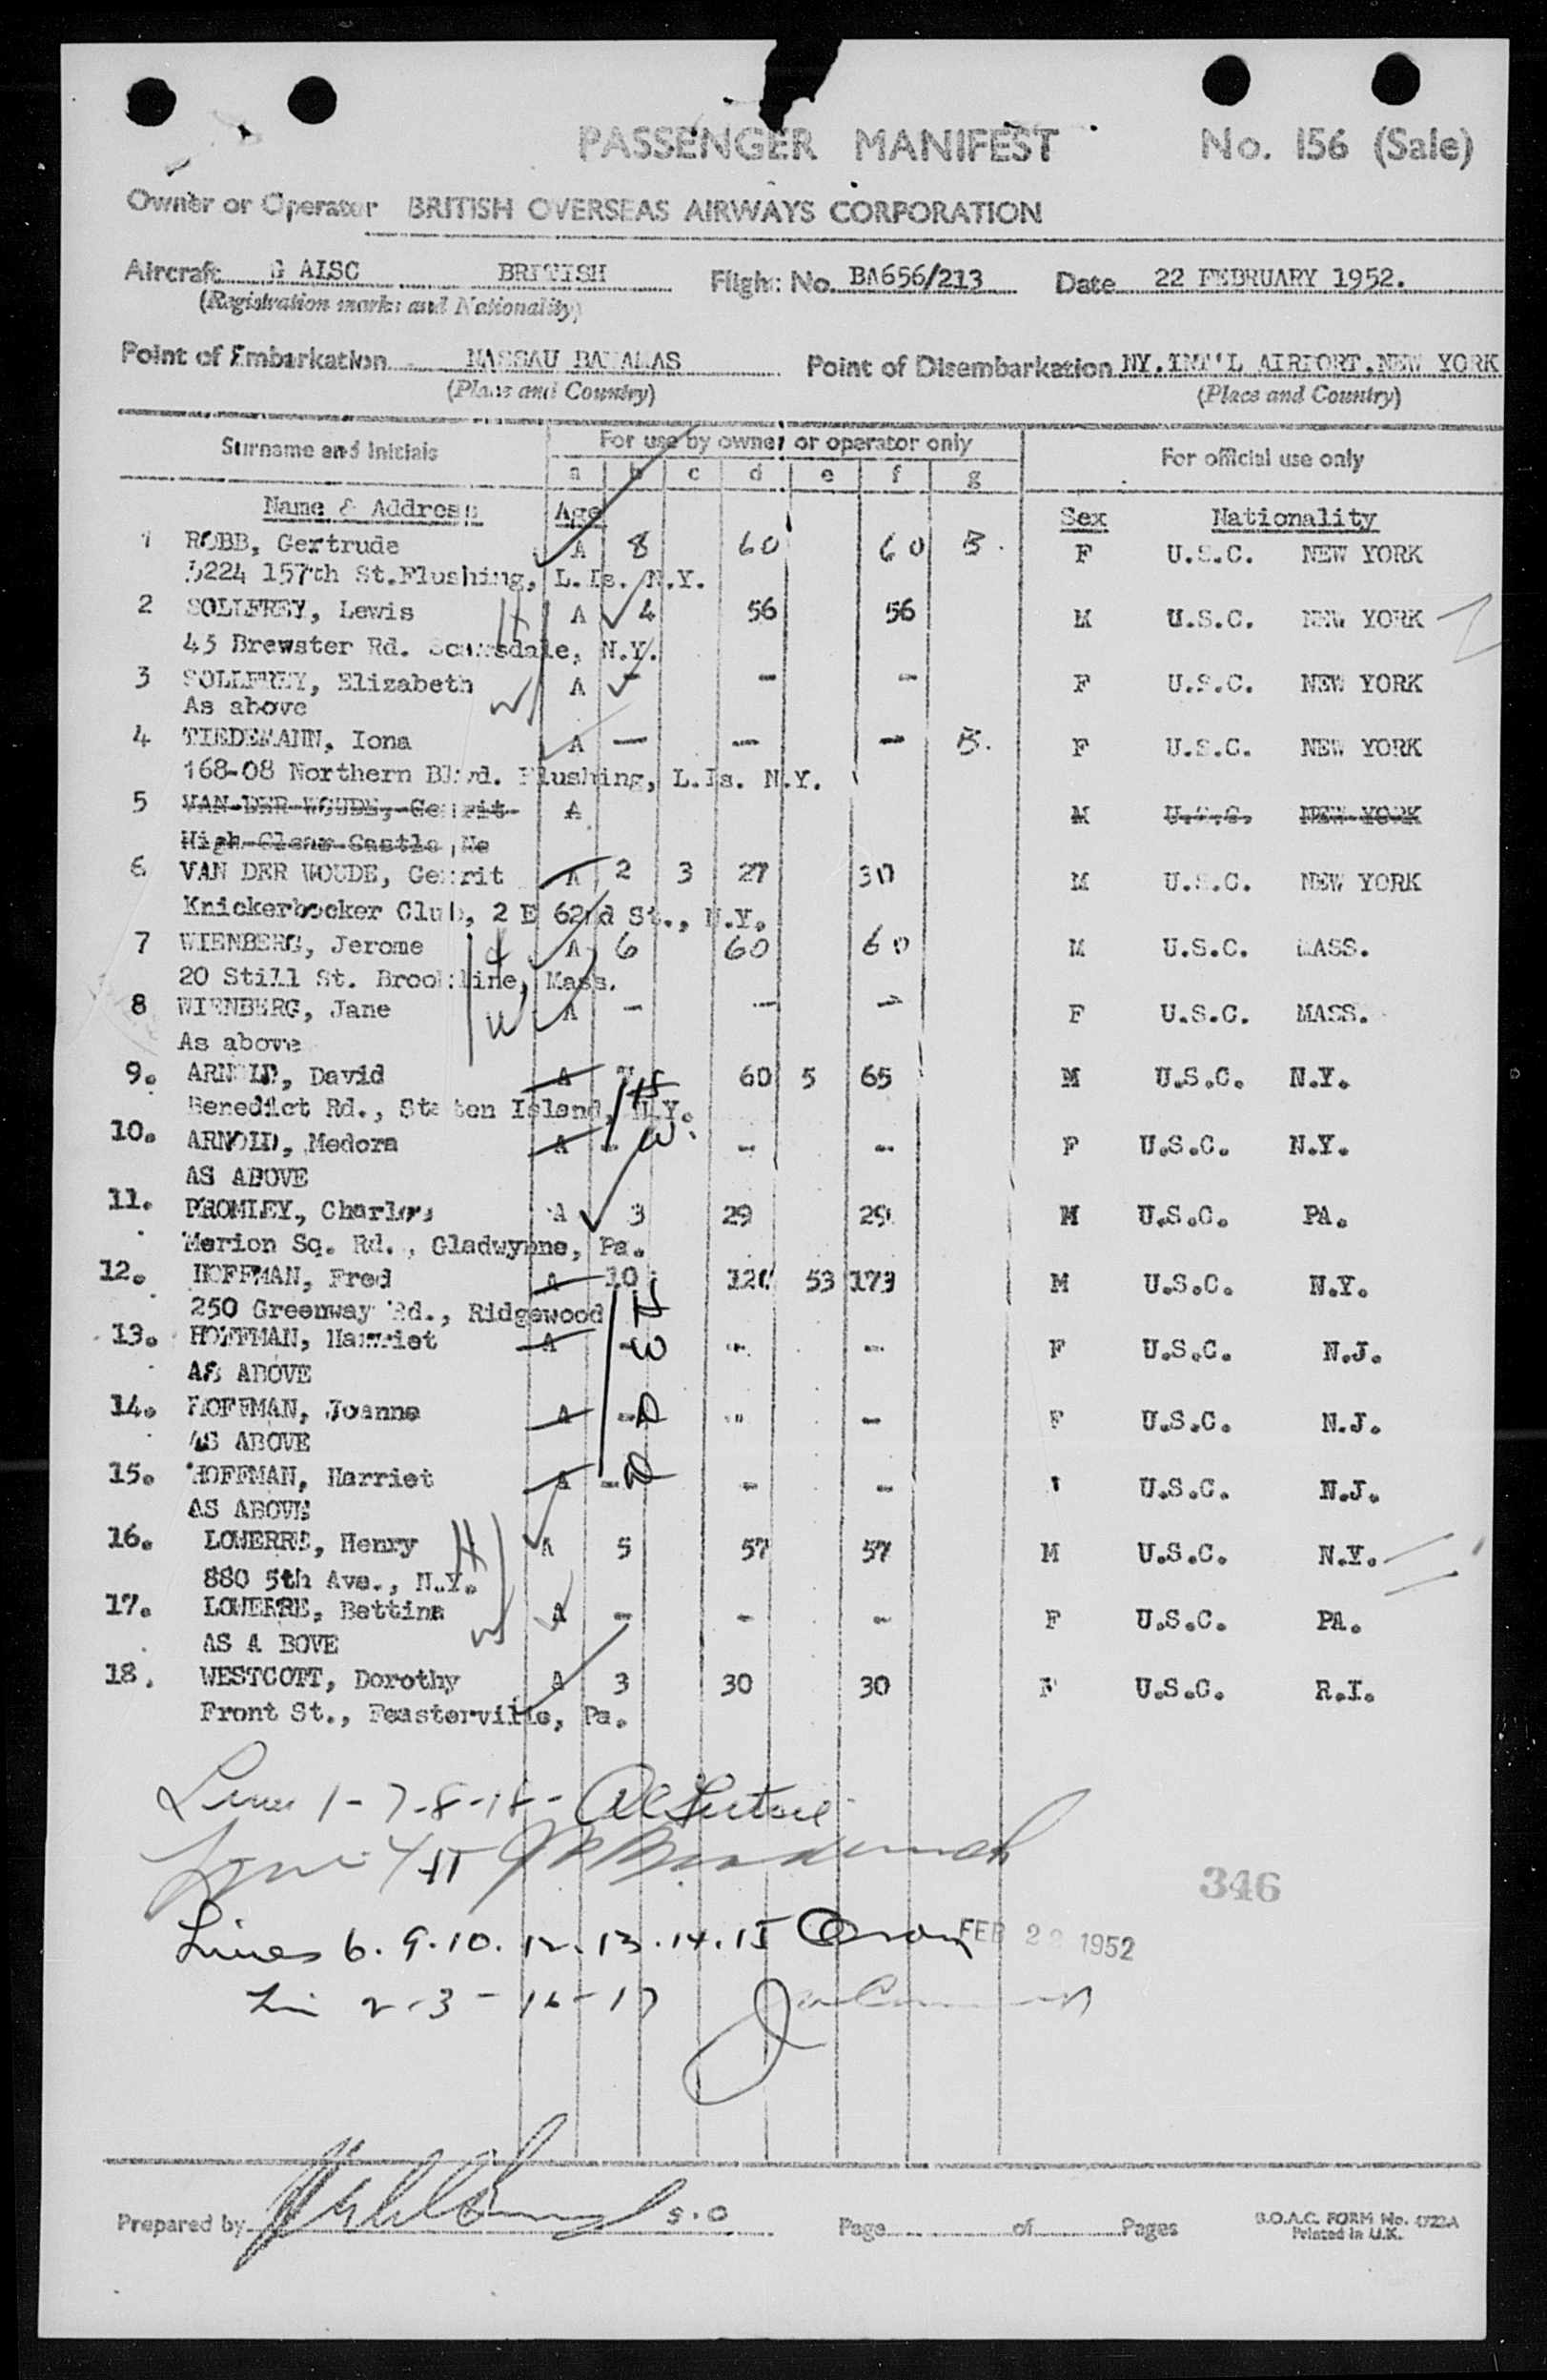 PASSENGER MANIFEST No. 156 (Sale)
Owner or Operator BRITISH OVERSEAS AIRWAYS CORPORATION
Aircraft G ALSC BRITISH Flight No. BA656/213 Date 22 FEBRUARY 1952.
(Registration marks and Nationality)
Point of Embarkation NASSAU BAHAMAS Point of Disembarkation NY. INT'L AIRPORT. NEW YORK
(Place and Country) (Place and Country)
Surname and Initials For use by owner or operator only For official use only
a b c d e f g
Name & Address Age Sex Nationality
1 ROBB, Gertrude A 8 60 60 B. F U.S.C. NEW YORK
3224 157th St. Flushing, L.Is. N.Y.
2 SOLLFREY, Lewis H A 4 56 56 M U.S.C. NEW YORK
45 Brewster Rd. Scarsdale, N.Y.
3 SOLLFREY, Elizabeth W A - - - F U.S.C. NEW YORK
As above
4 TIEDEMANN, Iona A - - - B. F U.S.C. NEW YORK
168-08 Northern Blvd. Flushing, L.Is. N.Y.
5 VAN DER WOUDE, Gerrit A M U.S.C. NEW YORK
High Clear Castle, Ne
6 VAN DER WOUDE, Gerrit A 2 3 27 30 M U.S.C. NEW YORK
Knickerbocker Club, 2 E 62nd St., N.Y.
7 WIENBERG, Jerome H A 6 60 60 M U.S.C. MASS.
20 Still St. Brookline, Mass.
8 WIENBERG, Jane W A - - - F U.S.C. MASS.
As above
9. ARNOLD, David A 7 H 60 5 65 M U.S.C. N.Y.
Benedict Rd., Staten Island, N.Y.
10. ARNOLD, Medora A - W. - - F U.S.C. N.Y.
AS ABOVE
11. BROMLEY, Charles A 3 29 29 M U.S.C. PA.
Merion Sq. Rd., Gladwynne, Pa.
12. HOFFMAN, Fred A 10 120 53 173 M U.S.C. N.Y.
250 Greenway Rd., Ridgewood H
13. HOFFMAN, Harriet A - W - - F U.S.C. N.J.
AS ABOVE
14. HOFFMAN, Joanne A - D - - F U.S.C. N.J.
AS ABOVE
15. HOFFMAN, Harriet A - D - - U.S.C. N.J.
AS ABOVE
16. LOWERRE, Henry H A 5 57 57 M U.S.C. N.Y.
880 5th Ave., N.Y.
17. LOWERRE, Bettina W A - - - F U.S.C. PA.
AS A BOVE
18. WESTCOTT, Dorothy A 3 30 30 F U.S.C. R.I.
Front St., Feasterville, Pa.
Lines 1-7-8-18-
Line 4 + 11
346
Lines 6. 9. 10. 12. 13. 14. 15
FEB 22 1952
Li 2-3-16-17
Prepared by S.O Page of Pages B.O.A.C. FORM No. 1722A
Printed in U.K.